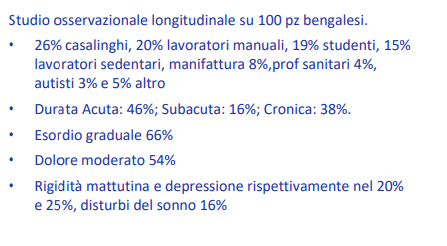 Studio osservazionale longitudinale su 100 pz bengalesi.
• 26% casalinghi, 20% lavoratori manuali, 19% studenti, 15%
lavoratori sedentari, manifattura 8%,prof sanitari 4%,
autisti 3% e 5% altro
• Durata Acuta: 46%; Subacuta: 16%; Cronica: 38%.
• Esordio graduale 66%
• Dolore moderato 54%
• Rigidità mattutina e depressione rispettivamente nel 20%
e 25%, disturbi del sonno 16%